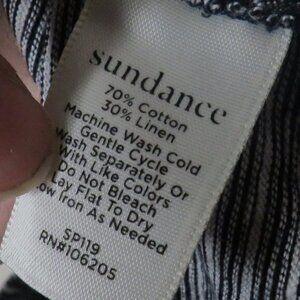 sundance
70% Cotton
30% Linen
Machine Wash Cold
Gentle Cycle
Wash Separately Or
With Like Colors
Do Not Bleach
Lay Flat To Dry
Low Iron As Needed
SP119
RN#106205